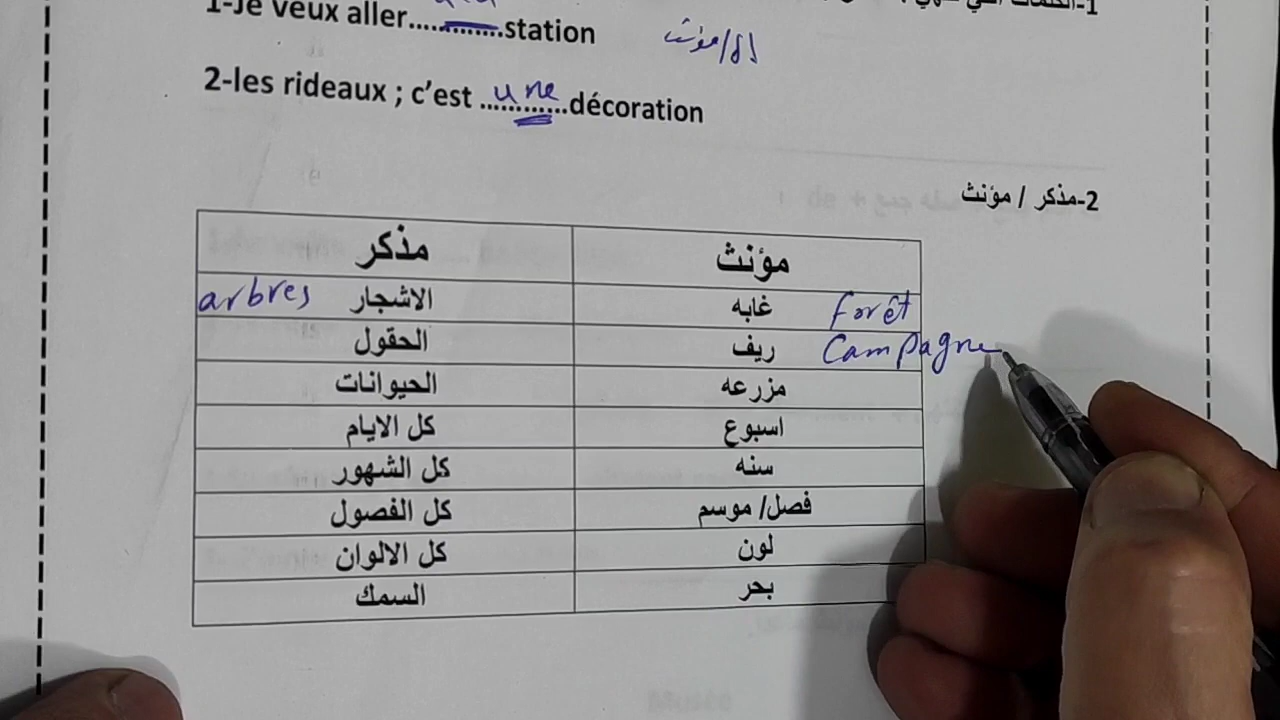 1-Je veux aller..............station
ال/مؤنث
2-les rideaux ; c'est une décoration
2-مذكر / مؤنث
مذكر مؤنث
arbres الاشجار غابه Forêt
الحقول ريف Campagne
الحيوانات مزرعه
كل الايام اسبوع
كل الشهور سنه
كل الفصول فصل/ موسم
كل الالوان لون
السمك بحر